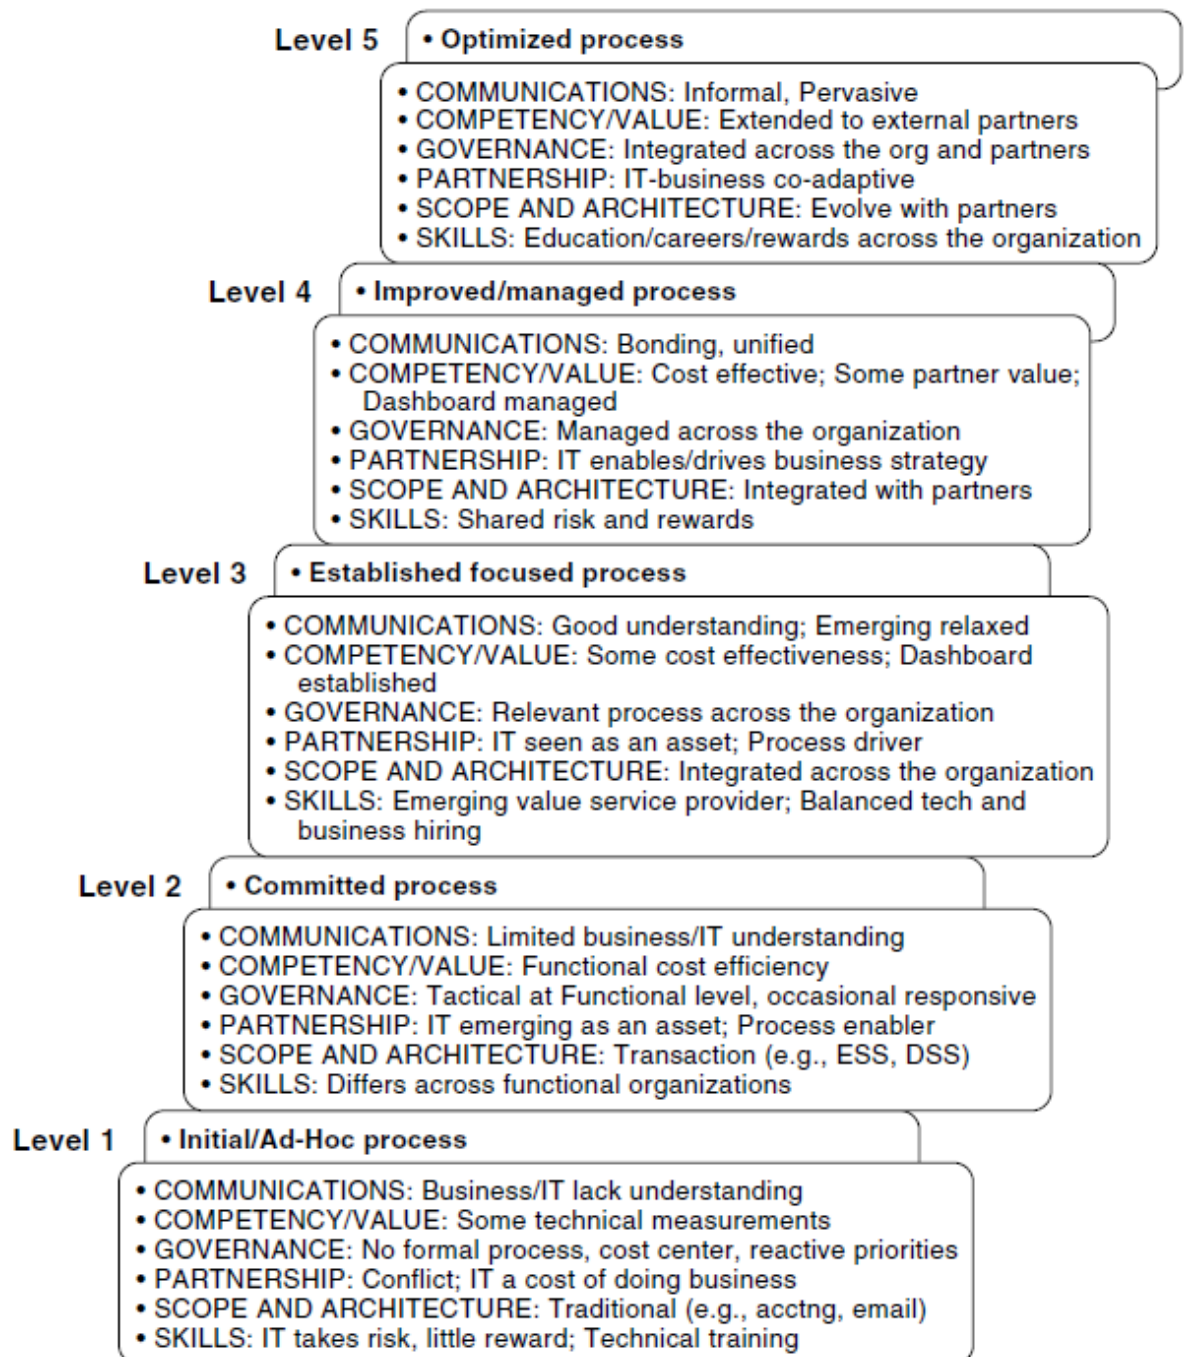 Level 5 • Optimized process
• COMMUNICATIONS: Informal, Pervasive
• COMPETENCY/VALUE: Extended to external partners
• GOVERNANCE: Integrated across the org and partners
• PARTNERSHIP: IT-business co-adaptive
• SCOPE AND ARCHITECTURE: Evolve with partners
• SKILLS: Education/careers/rewards across the organization
Level 4 • Improved/managed process
• COMMUNICATIONS: Bonding, unified
• COMPETENCY/VALUE: Cost effective; Some partner value;
Dashboard managed
• GOVERNANCE: Managed across the organization
• PARTNERSHIP: IT enables/drives business strategy
• SCOPE AND ARCHITECTURE: Integrated with partners
• SKILLS: Shared risk and rewards
Level 3 • Established focused process
• COMMUNICATIONS: Good understanding; Emerging relaxed
• COMPETENCY/VALUE: Some cost effectiveness; Dashboard
established
• GOVERNANCE: Relevant process across the organization
• PARTNERSHIP: IT seen as an asset; Process driver
• SCOPE AND ARCHITECTURE: Integrated across the organization
• SKILLS: Emerging value service provider; Balanced tech and
business hiring
Level 2 • Committed process
• COMMUNICATIONS: Limited business/IT understanding
• COMPETENCY/VALUE: Functional cost efficiency
• GOVERNANCE: Tactical at Functional level, occasional responsive
• PARTNERSHIP: IT emerging as an asset; Process enabler
• SCOPE AND ARCHITECTURE: Transaction (e.g., ESS, DSS)
• SKILLS: Differs across functional organizations
Level 1 • Initial/Ad-Hoc process
• COMMUNICATIONS: Business/IT lack understanding
• COMPETENCY/VALUE: Some technical measurements
• GOVERNANCE: No formal process, cost center, reactive priorities
• PARTNERSHIP: Conflict; IT a cost of doing business
• SCOPE AND ARCHITECTURE: Traditional (e.g., acctng, email)
• SKILLS: IT takes risk, little reward; Technical training